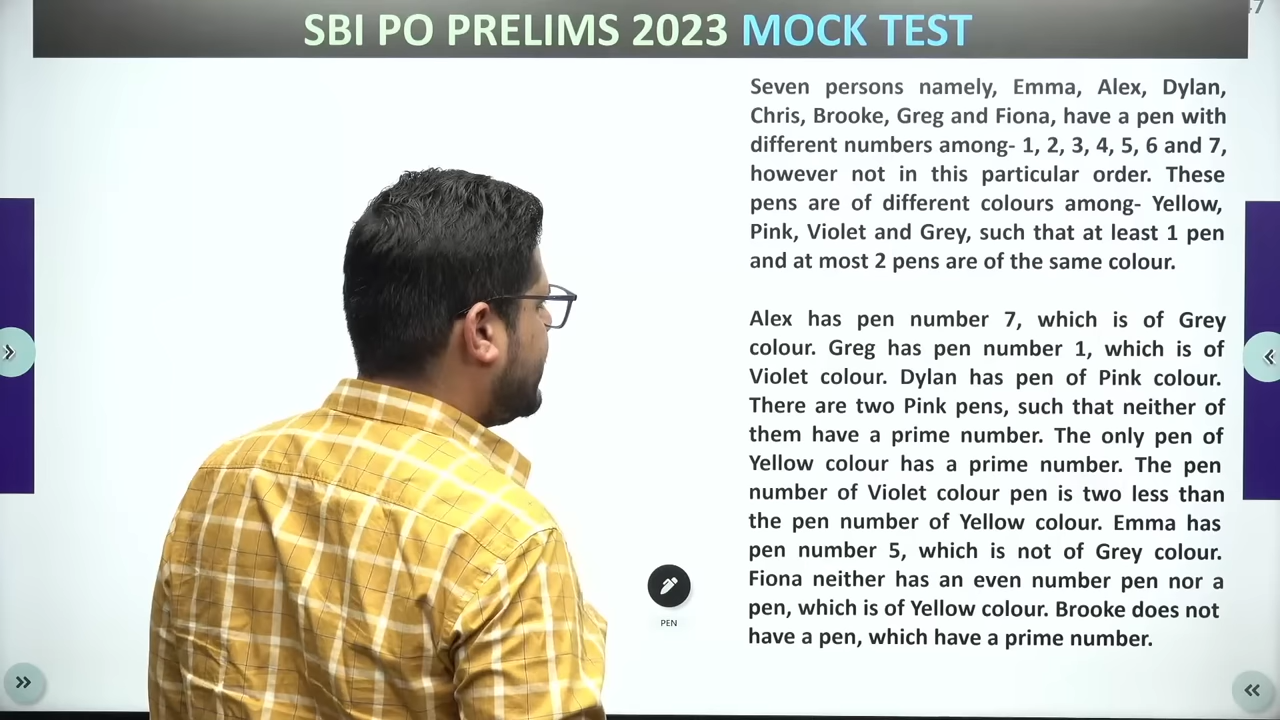 SBI PO PRELIMS 2023 MOCK TEST
Seven persons namely, Emma, Alex, Dylan,
Chris, Brooke, Greg and Fiona, have a pen with
different numbers among- 1, 2, 3, 4, 5, 6 and 7,
however not in this particular order. These
pens are of different colours among- Yellow,
Pink, Violet and Grey, such that at least 1 pen
and at most 2 pens are of the same colour.
Alex has pen number 7, which is of Grey
colour. Greg has pen number 1, which is of
Violet colour. Dylan has pen of Pink colour.
There are two Pink pens, such that neither of
them have a prime number. The only pen of
Yellow colour has a prime number. The pen
number of Violet colour pen is two less than
the pen number of Yellow colour. Emma has
pen number 5, which is not of Grey colour.
Fiona neither has an even number pen nor a
pen, which is of Yellow colour. Brooke does not
have a pen, which have a prime number.
PEN